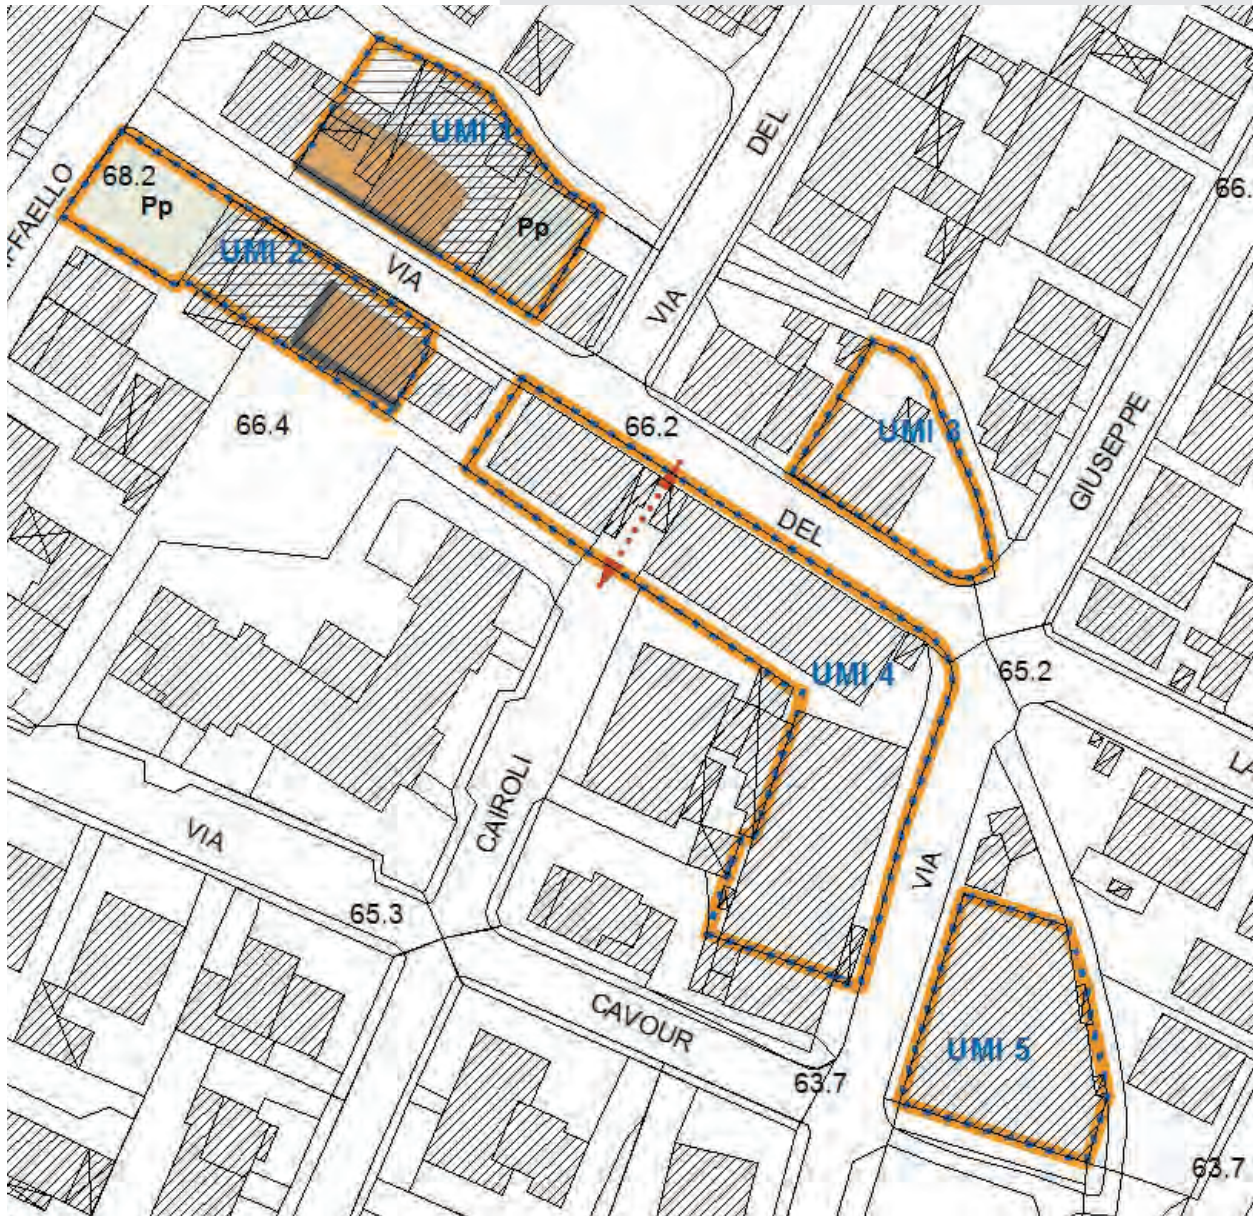 DEL
UMI 1
68.2
66.
FFAELLO
Pp
Pp
UMI 2
VIA
VIA
66.4
66.2
UMI 3
GIUSEPPE
DEL
UMI 4
65.2
LA
CAIROLI
VIA
VIA
65.3
CAVOUR
UMI 5
63.7
63.7